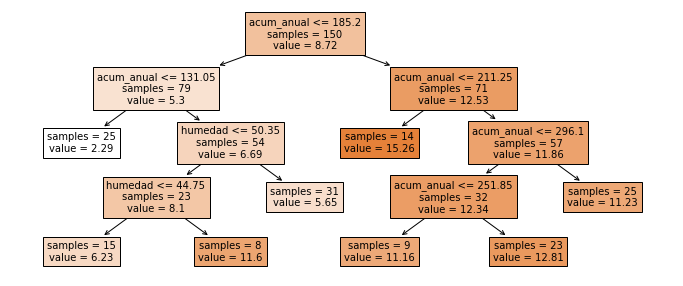 acum_anual <= 185.2
samples = 150
value = 8.72
acum_anual <= 131.05
samples = 79
value = 5.3
acum_anual <= 211.25
samples = 71
value = 12.53
samples = 25
value = 2.29
humedad <= 50.35
samples = 54
value = 6.69
samples = 14
value = 15.26
acum_anual <= 296.1
samples = 57
value = 11.86
humedad <= 44.75
samples = 23
value = 8.1
samples = 31
value = 5.65
acum_anual <= 251.85
samples = 32
value = 12.34
samples = 25
value = 11.23
samples = 15
value = 6.23
samples = 8
value = 11.6
samples = 9
value = 11.16
samples = 23
value = 12.81